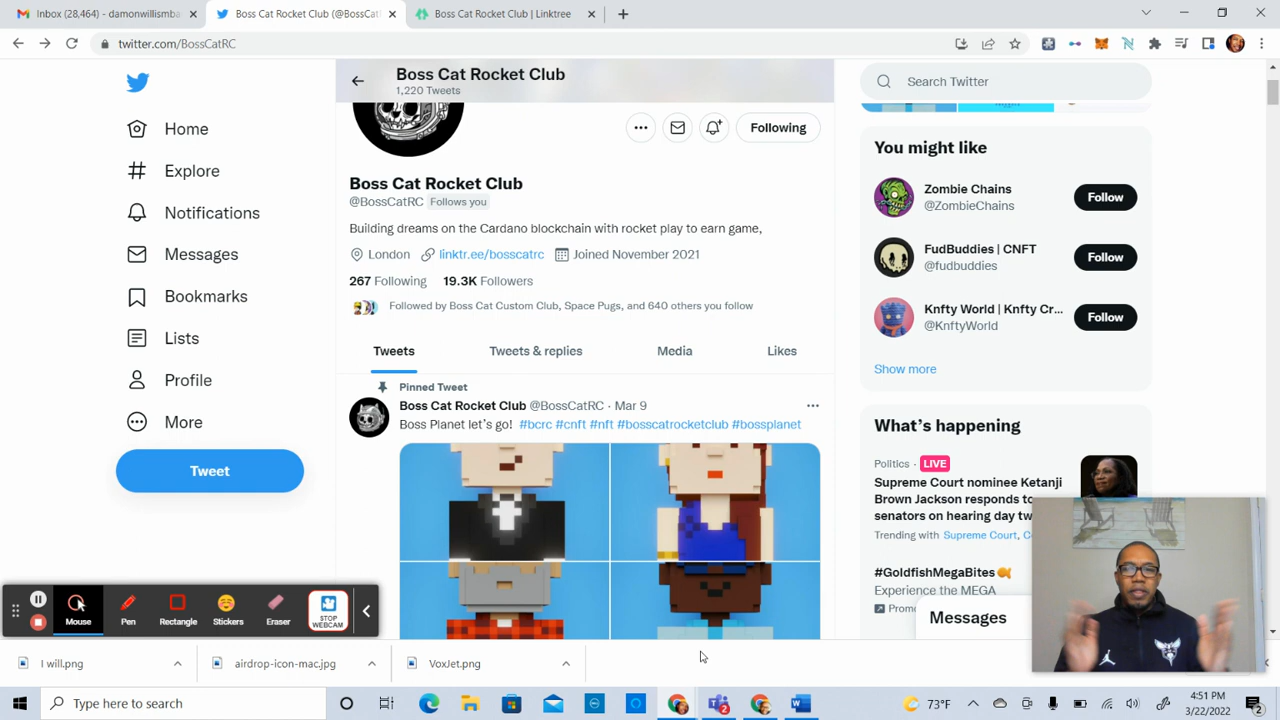 Inbox (28,464) - damonwillismba
Boss Cat Rocket Club (@BossCat
Boss Cat Rocket Club | Linktree
twitter.com/BossCatRC
Boss Cat Rocket Club
1,220 Tweets
Search Twitter
Home
Explore
Notifications
Messages
Bookmarks
Lists
Profile
More
Tweet
Following
Boss Cat Rocket Club
@BossCatRC Follows you
Building dreams on the Cardano blockchain with rocket play to earn game,
London linktr.ee/bosscatrc Joined November 2021
267 Following 19.3K Followers
Followed by Boss Cat Custom Club, Space Pugs, and 640 others you follow
Tweets Tweets & replies Media Likes
Pinned Tweet
Boss Cat Rocket Club @BossCatRC · Mar 9
Boss Planet let's go! #bcrc #cnft #nft #bosscatrocketclub #bossplanet
You might like
Zombie Chains
@ZombieChains
Follow
FudBuddies | CNFT
@fudbuddies
Follow
Knfty World | Knfty Cr...
@KnftyWorld
Follow
Show more
What's happening
Politics · LIVE
Supreme Court nominee Ketanji
Brown Jackson responds to
senators on hearing day tw
Trending with Supreme Court, C
#GoldfishMegaBites
Experience the MEGA
Promo
Messages
Mouse
Pen
Rectangle
Stickers
Eraser
STOP
WEBCAM
I will.png
airdrop-icon-mac.jpg
VoxJet.png
Type here to search
73°F
4:51 PM
3/22/2022
2
2